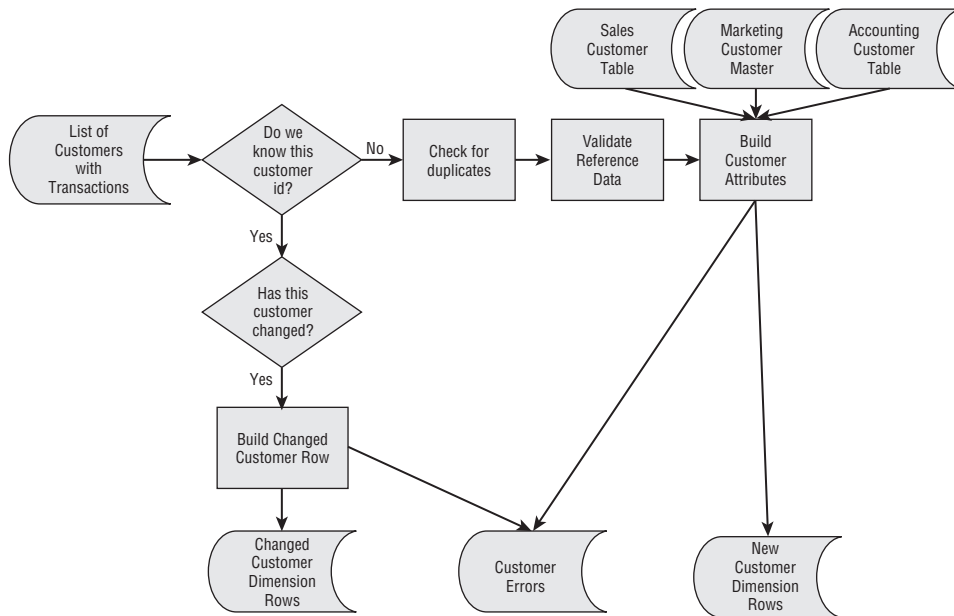 Sales
Customer
Table
Marketing
Customer
Master
Accounting
Customer
Table
List of
Customers
with
Transactions
Do we
know this
customer
id?
No
Check for
duplicates
Validate
Reference
Data
Build
Customer
Attributes
Yes
Has this
customer
changed?
Yes
Build Changed
Customer Row
Changed
Customer
Dimension
Rows
Customer
Errors
New
Customer
Dimension
Rows